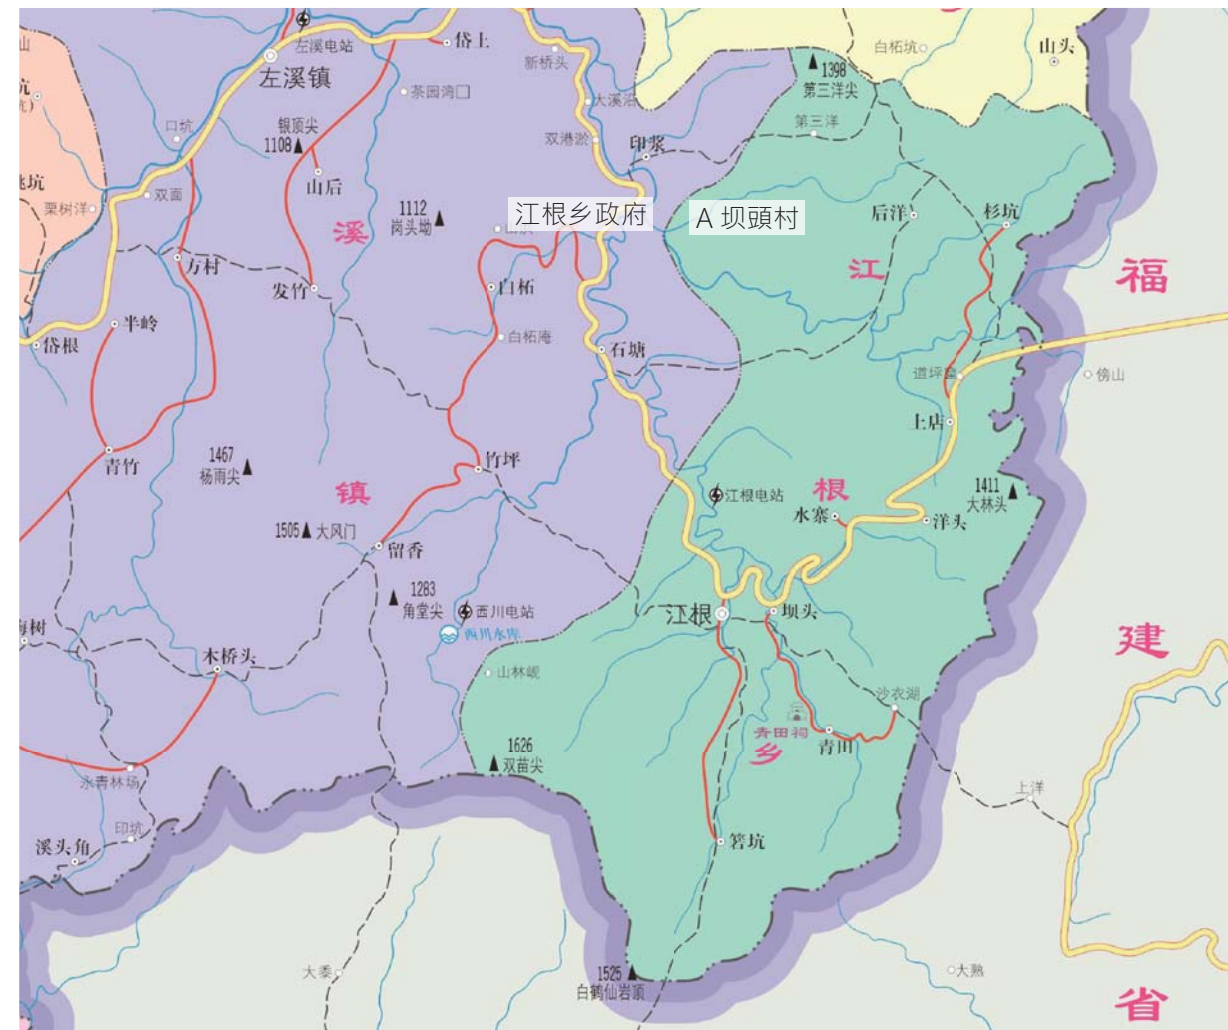 山
坑
坑)
左溪电站
左溪镇
岱上
新桥头
茶园湾口
大溪沿
双港淤
口坑
银顶尖
1108
山后
印浆
1398
第三洋尖
第三洋
白柘坑
山头
坑
栗树洋
双面
1112
岗头坳
溪
江根乡政府
A 坝頭村
后洋
杉坑
江
福
方村
发竹
白柘
白柘庵
半岭
岱根
石塘
道坪
傍山
上店
1467
杨雨尖
青竹
竹坪
镇
江根电站
根
水寨
1411
大林头
洋头
1505 大风门
留香
1283
角堂尖
西川电站
西川水库
江根
坝头
建
树
木桥头
山林岘
沙衣湖
青田祠
乡
青田
1626
双苗尖
永青林场
上洋
印坑
溪头角
箬坑
大黍
1525
白鹤仙岩顶
大熟
省